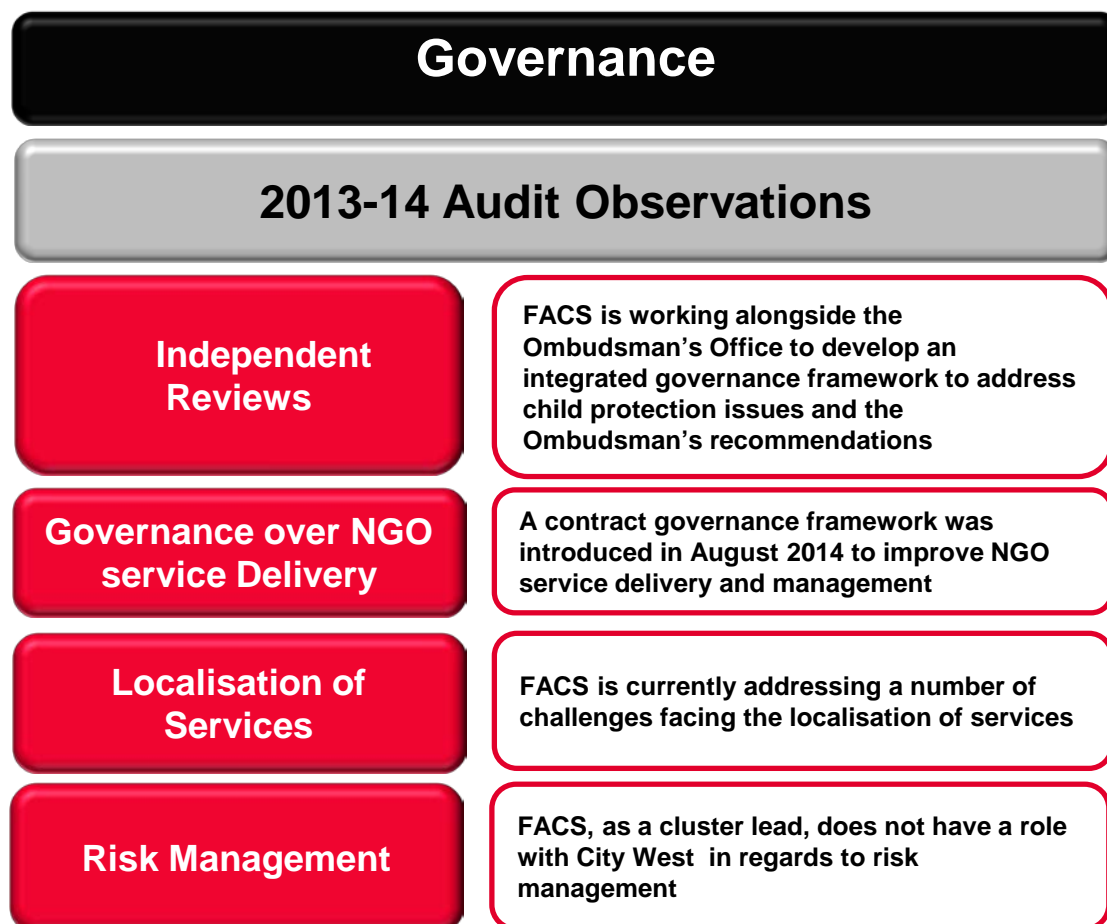 Governance
2013-14 Audit Observations
Independent
Reviews
FACS is working alongside the
Ombudsman’s Office to develop an
integrated governance framework to address
child protection issues and the
Ombudsman’s recommendations
Governance over NGO
service Delivery
A contract governance framework was
introduced in August 2014 to improve NGO
service delivery and management
Localisation of
Services
FACS is currently addressing a number of
challenges facing the localisation of services
Risk Management
FACS, as a cluster lead, does not have a role
with City West in regards to risk
management